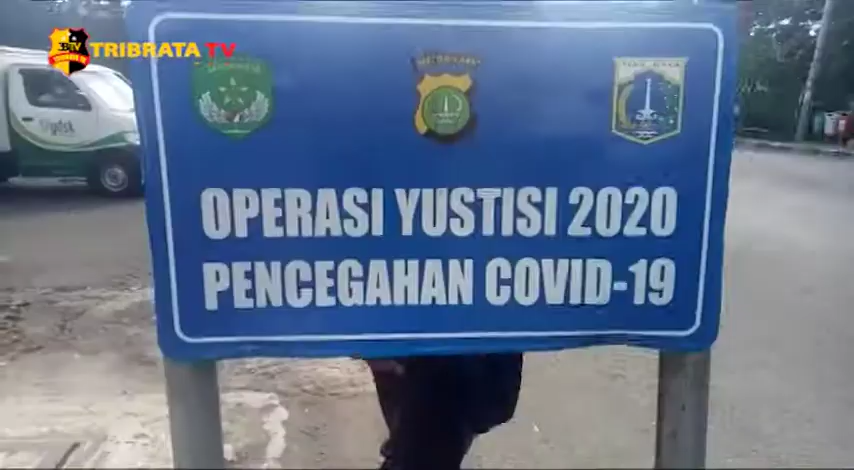 TRIBRATA TV
OPERASI YUSTISI 2020
PENCEGAHAN COVID-19